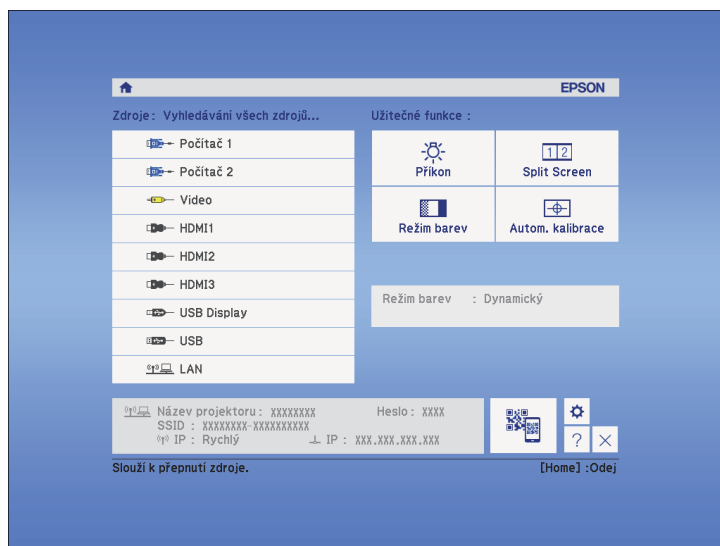 EPSON
Zdroje: Vyhledávání všech zdrojů...
Počítač 1
Počítač 2
Video
HDMI1
HDMI2
HDMI3
USB Display
USB
LAN
Užitečné funkce :
Příkon
1 2
Split Screen
Režim barev
Autom. kalibrace
Režim barev : Dynamický
Název projektoru : XXXXXXXX Heslo : XXXX
SSID : XXXXXXXX-XXXXXXXXXX
IP : Rychlý IP : XXX.XXX.XXX.XXX
?
Slouží k přepnutí zdroje. [Home] :Odej